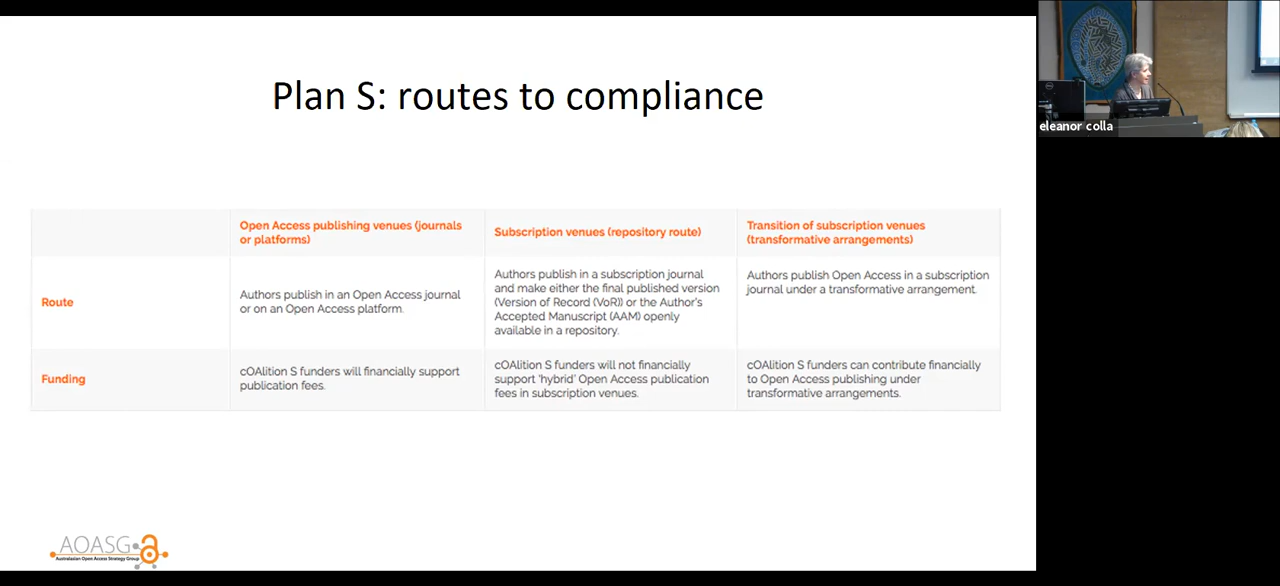 Plan S: routes to compliance
Open Access publishing venues (journals
or platforms)
Subscription venues (repository route)
Transition of subscription venues
(transformative arrangements)
Route
Authors publish in an Open Access journal
or on an Open Access platform.
Authors publish in a subscription journal
and make either the final published version
(Version of Record (VoR)) or the Author's
Accepted Manuscript (AAM) openly
available in a repository.
Authors publish Open Access in a subscription
journal under a transformative arrangement.
Funding
cOAlition S funders will financially support
publication fees.
cOAlition S funders will not financially
support 'hybrid' Open Access publication
fees in subscription venues.
cOAlition S funders can contribute financially
to Open Access publishing under
transformative arrangements.
AOASG
Australasian Open Access Strategy Group
eleanor colla